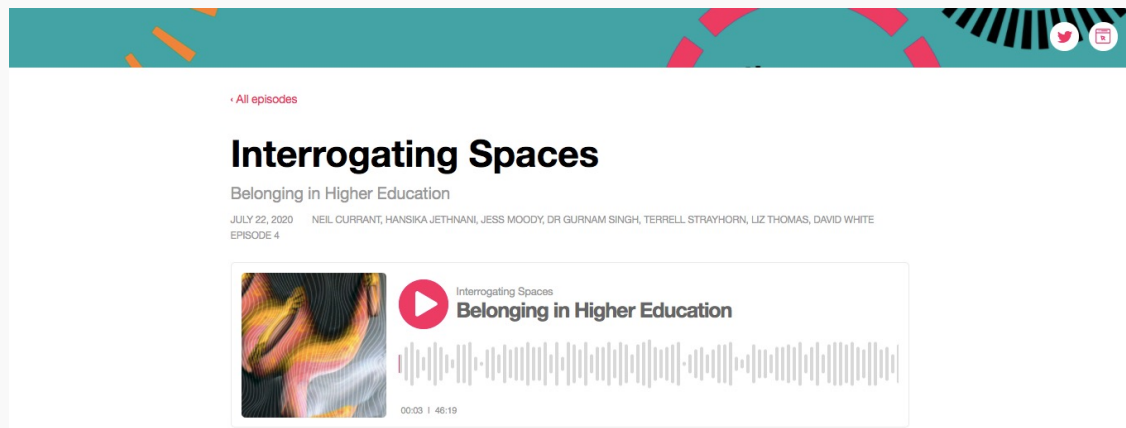 ‹ All episodes
Interrogating Spaces
Belonging in Higher Education
JULY 22, 2020 NEIL CURRANT, HANSIKA JETHNANI, JESS MOODY, DR GURNAM SINGH, TERRELL STRAYHORN, LIZ THOMAS, DAVID WHITE
EPISODE 4
Interrogating Spaces
Belonging in Higher Education
00:03 | 46:19